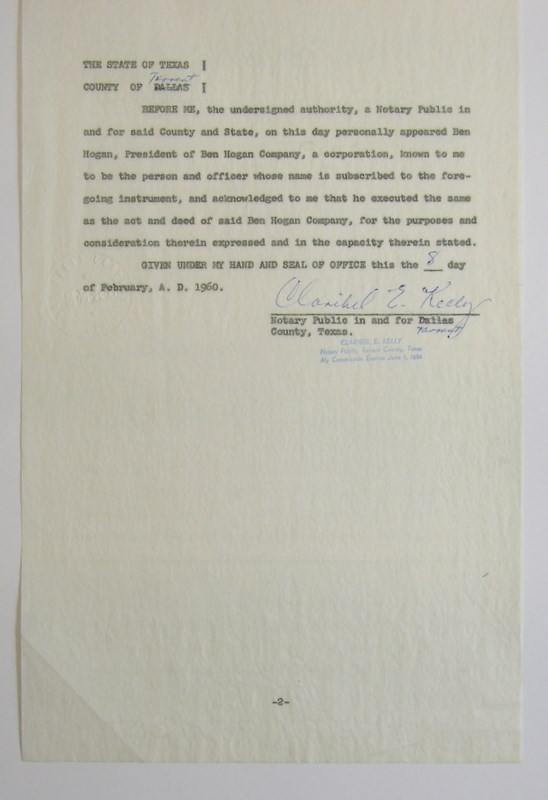 THE STATE OF TEXAS |
Tarrant
COUNTY OF DALLAS |
BEFORE ME, the undersigned authority, a Notary Public in
and for said County and State, on this day personally appeared Ben
Hogan, President of Ben Hogan Company, a corporation, known to me
to be the person and officer whose name is subscribed to the fore-
going instrument, and acknowledged to me that he executed the same
as the act and deed of said Ben Hogan Company, for the purposes and
consideration therein expressed and in the capacity therein stated.
GIVEN UNDER MY HAND AND SEAL OF OFFICE this the 8 day
of February, A. D. 1960.
Claribel E. Kelly
Notary Public in and for Dallas
County, Texas. Tarrant
CLARIBEL E. KELLY
Notary Public, Tarrant County, Texas
My Commission Expires June 1,
-2-